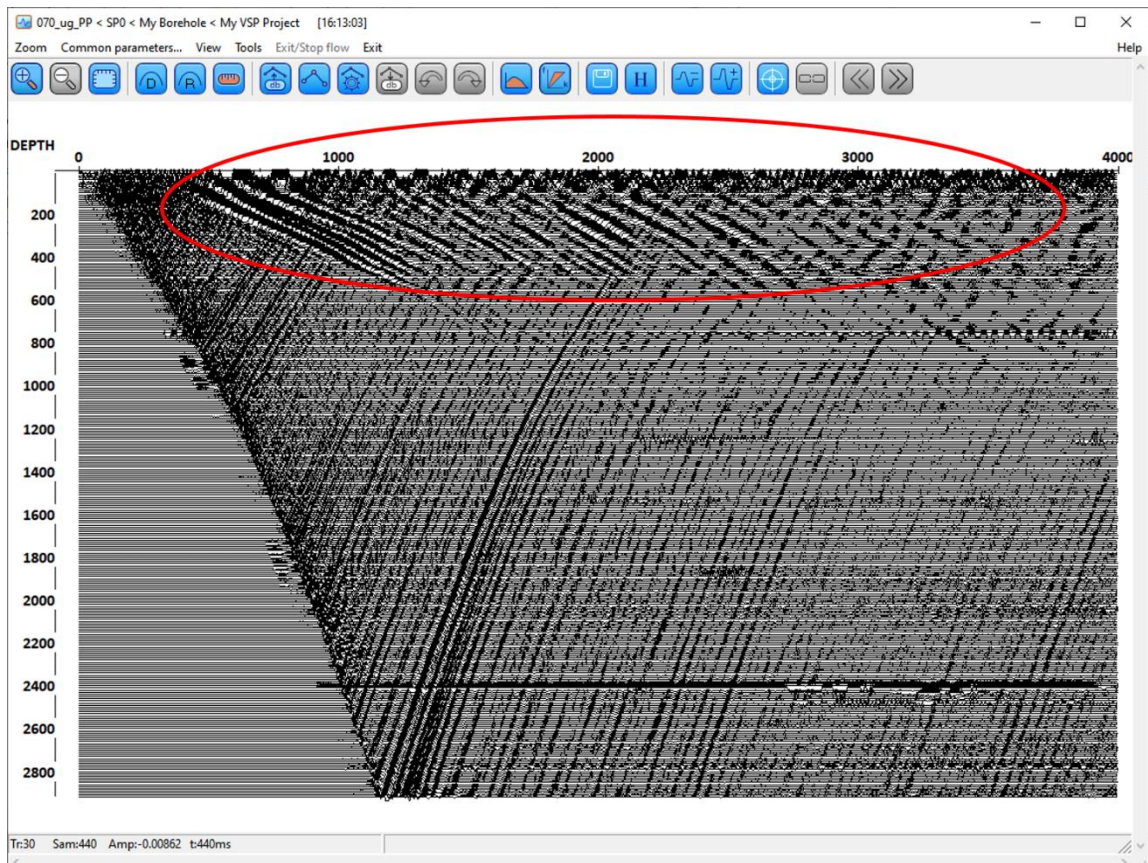 070_ug_PP < SP0 < My Borehole < My VSP Project [16:13:03]
Zoom Common parameters... View Tools Exit/Stop flow Exit Help
D R db H db
DEPTH
0 1000 2000 3000 4000
200
400
600
800
1000
1200
1400
1600
1800
2000
2200
2400
2600
2800
Tr:30 Sam:440 Amp:-0.00862 t:440ms